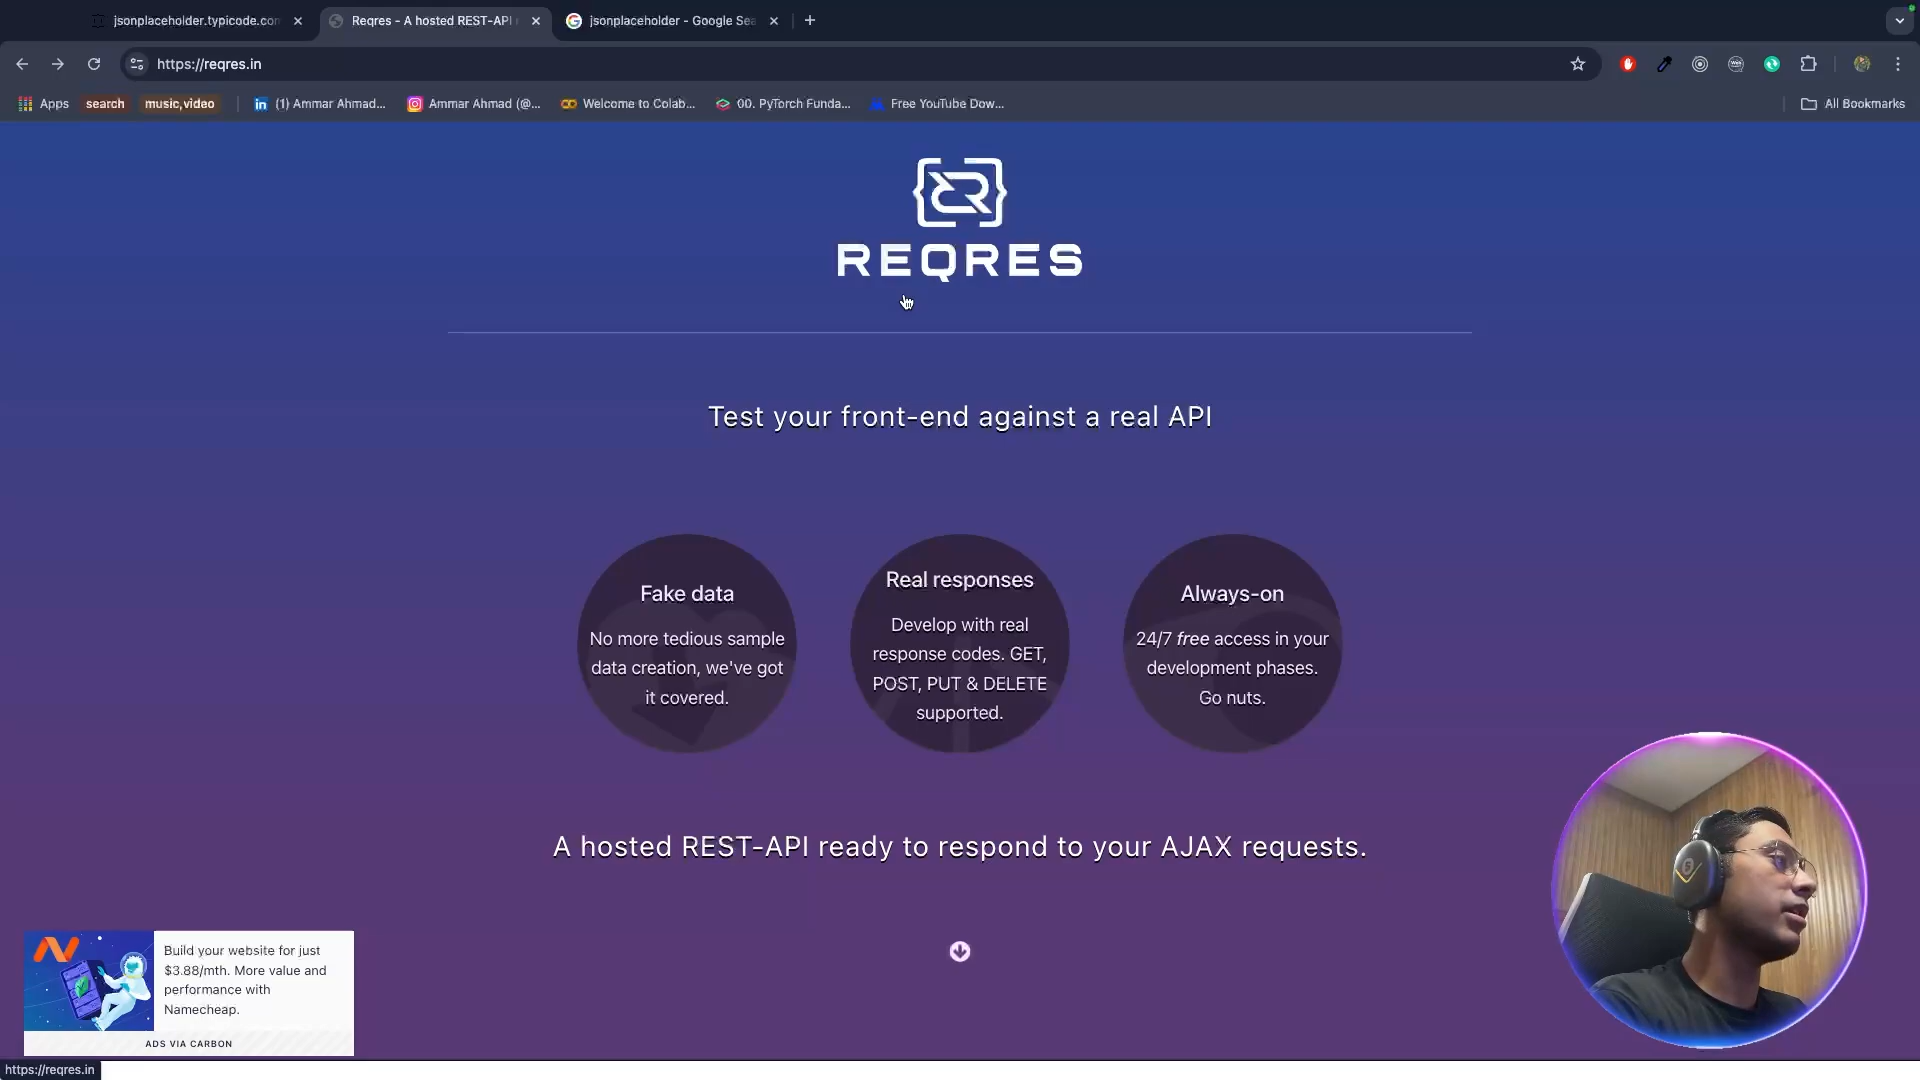 jsonplaceholder.typicode.con
Reqres - A hosted REST-API
jsonplaceholder - Google Sea
https://reqres.in
Apps
search
music,video
(1) Ammar Ahmad...
Ammar Ahmad (@...
Welcome to Colab...
00. PyTorch Funda...
Free YouTube Dow...
All Bookmarks
REQRES
Test your front-end against a real API
Fake data
No more tedious sample
data creation, we've got
it covered.
Real responses
Develop with real
response codes. GET,
POST, PUT & DELETE
supported.
Always-on
24/7 free access in your
development phases.
Go nuts.
A hosted REST-API ready to respond to your AJAX requests.
Build your website for just
$3.88/mth. More value and
performance with
Namecheap.
ADS VIA CARBON
https://reqres.in